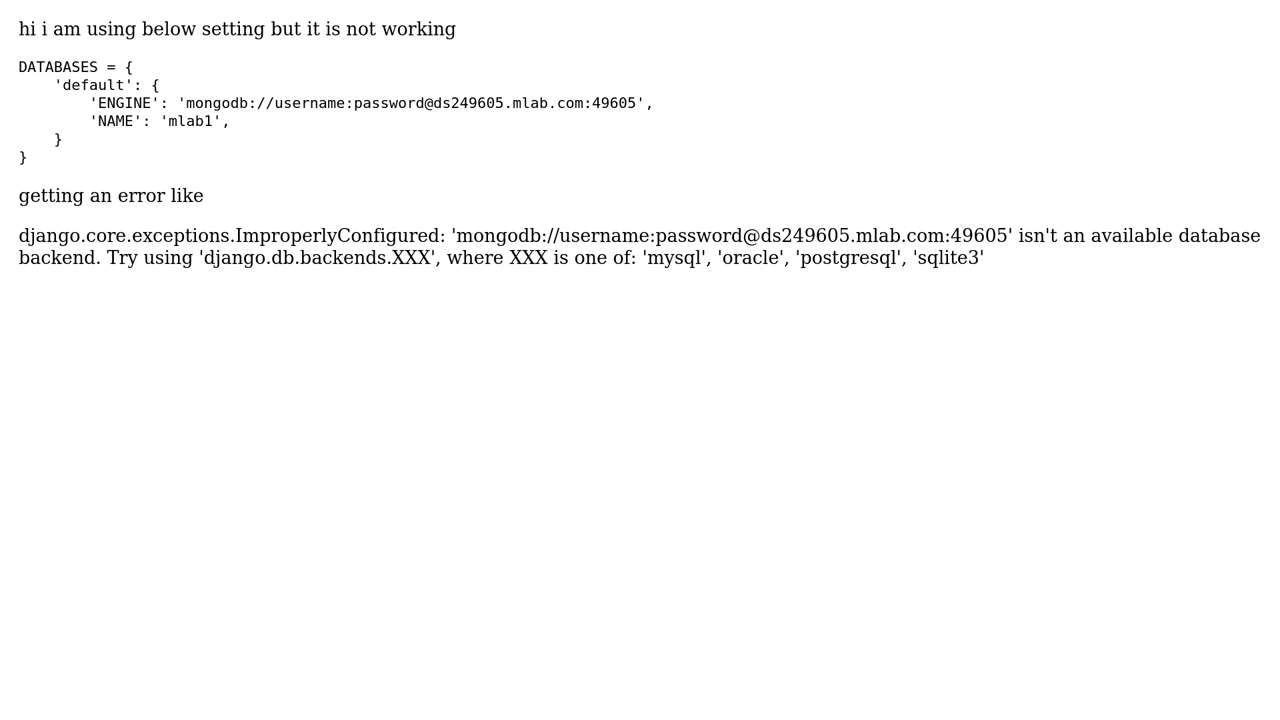 hi i am using below setting but it is not working
DATABASES = {
    'default': {
        'ENGINE': 'mongodb://username:password@ds249605.mlab.com:49605',
        'NAME': 'mlab1',
    }
}
getting an error like
django.core.exceptions.ImproperlyConfigured: 'mongodb://username:password@ds249605.mlab.com:49605' isn't an available database
backend. Try using 'django.db.backends.XXX', where XXX is one of: 'mysql', 'oracle', 'postgresql', 'sqlite3'